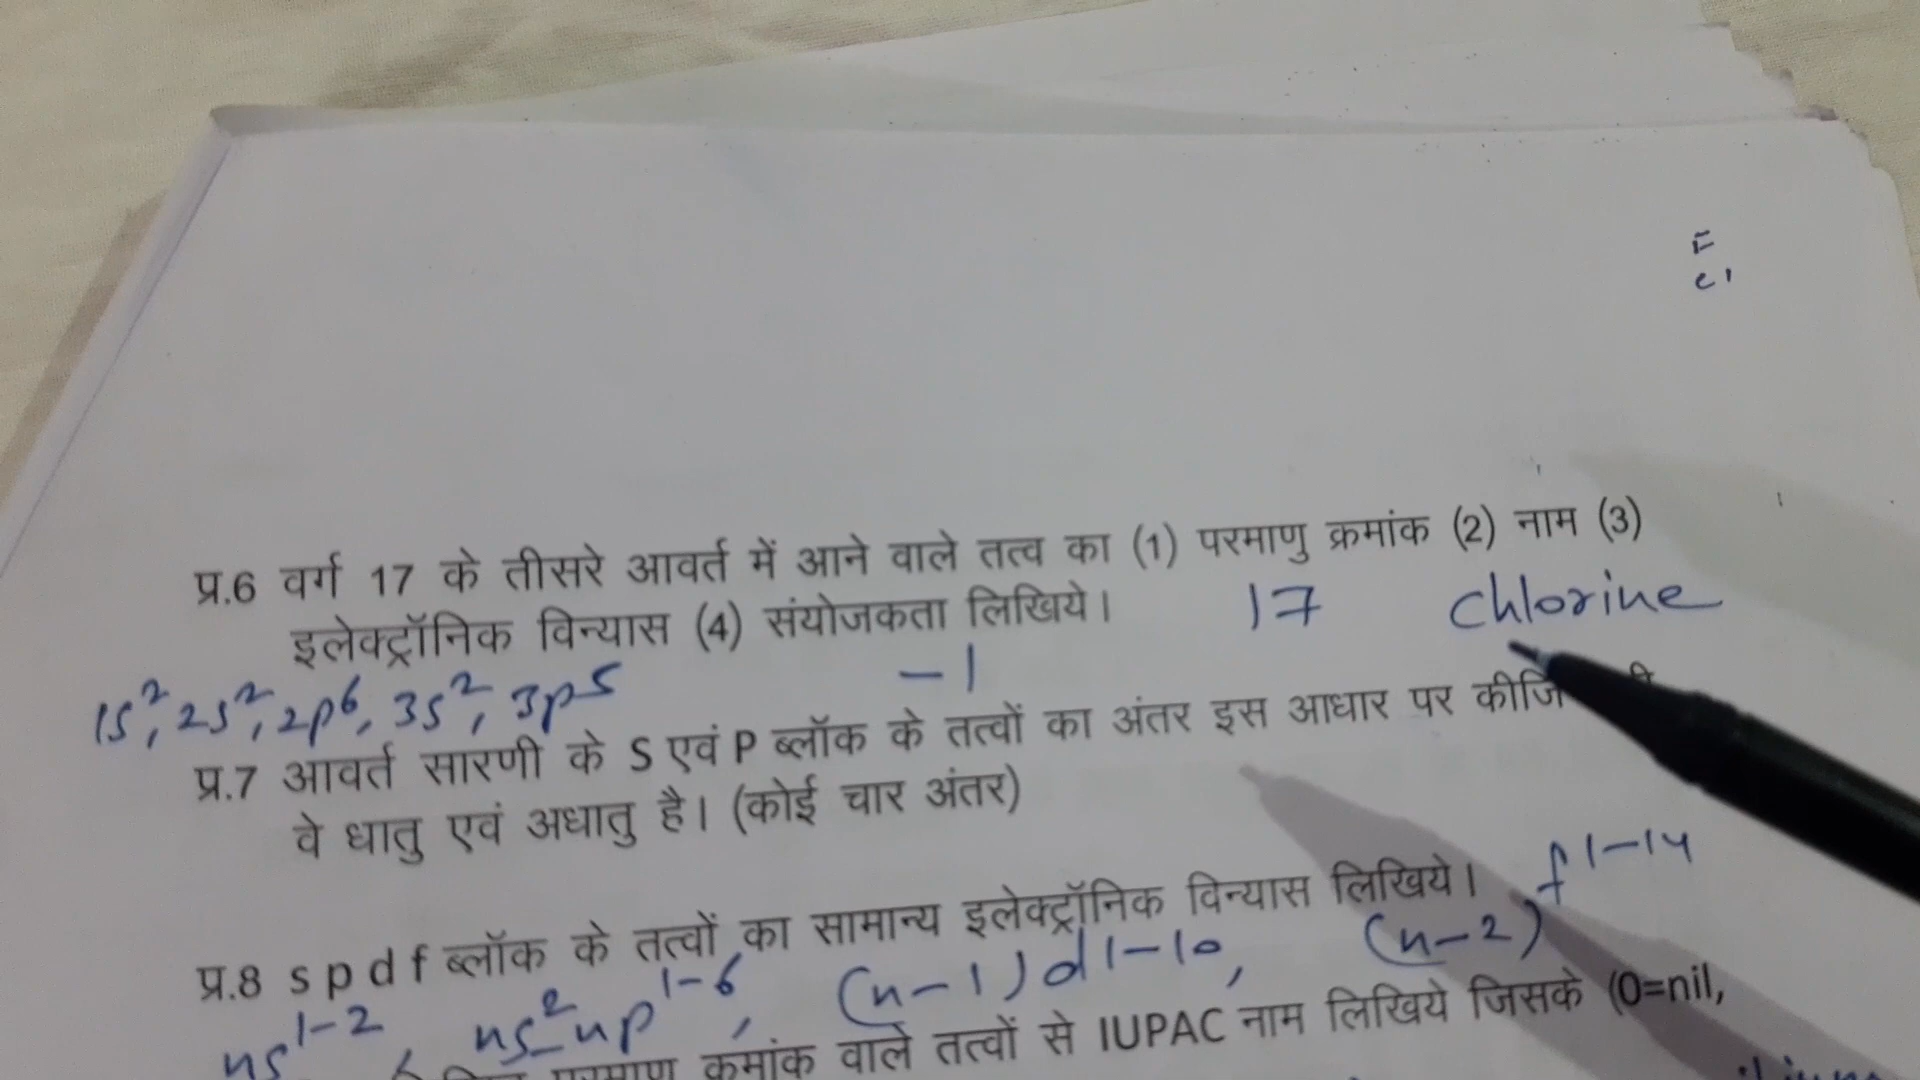 F
Cl
प्र.6 वर्ग 17 के तीसरे आवर्त में आने वाले तत्व का (1) परमाणु क्रमांक (2) नाम (3)
इलेक्ट्रॉनिक विन्यास (4) संयोजकता लिखिये। 17 Chlorine
1s², 2s², 2p⁶, 3s², 3p⁵ -1
प्र.7 आवर्त सारणी के S एवं P ब्लॉक के तत्वों का अंतर इस आधार पर
वे धातु एवं अधातु है। (कोई चार अंतर)
प्र.8 s p d f ब्लॉक के तत्वों का सामान्य इलेक्ट्रॉनिक विन्यास लिखिये।
ns¹⁻² ns² np¹⁻⁶, (n-1) d¹⁻¹⁰, (n-2) f¹⁻¹⁴
क्रमांक वाले तत्वों से IUPAC नाम लिखिये जिसके (0=nil,